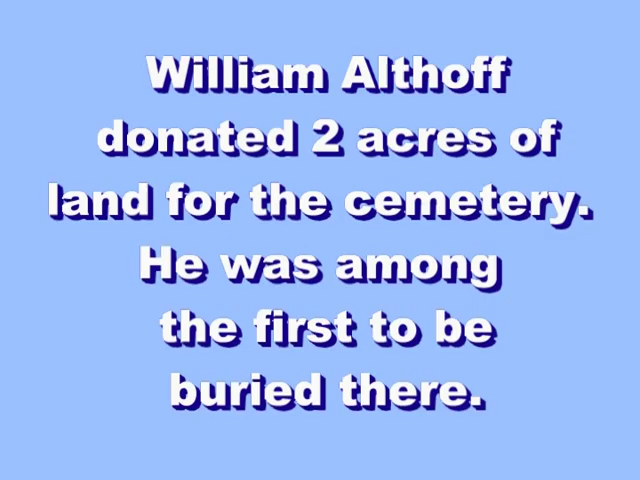 William Althoff
donated 2 acres of
land for the cemetery.
He was among
the first to be
buried there.